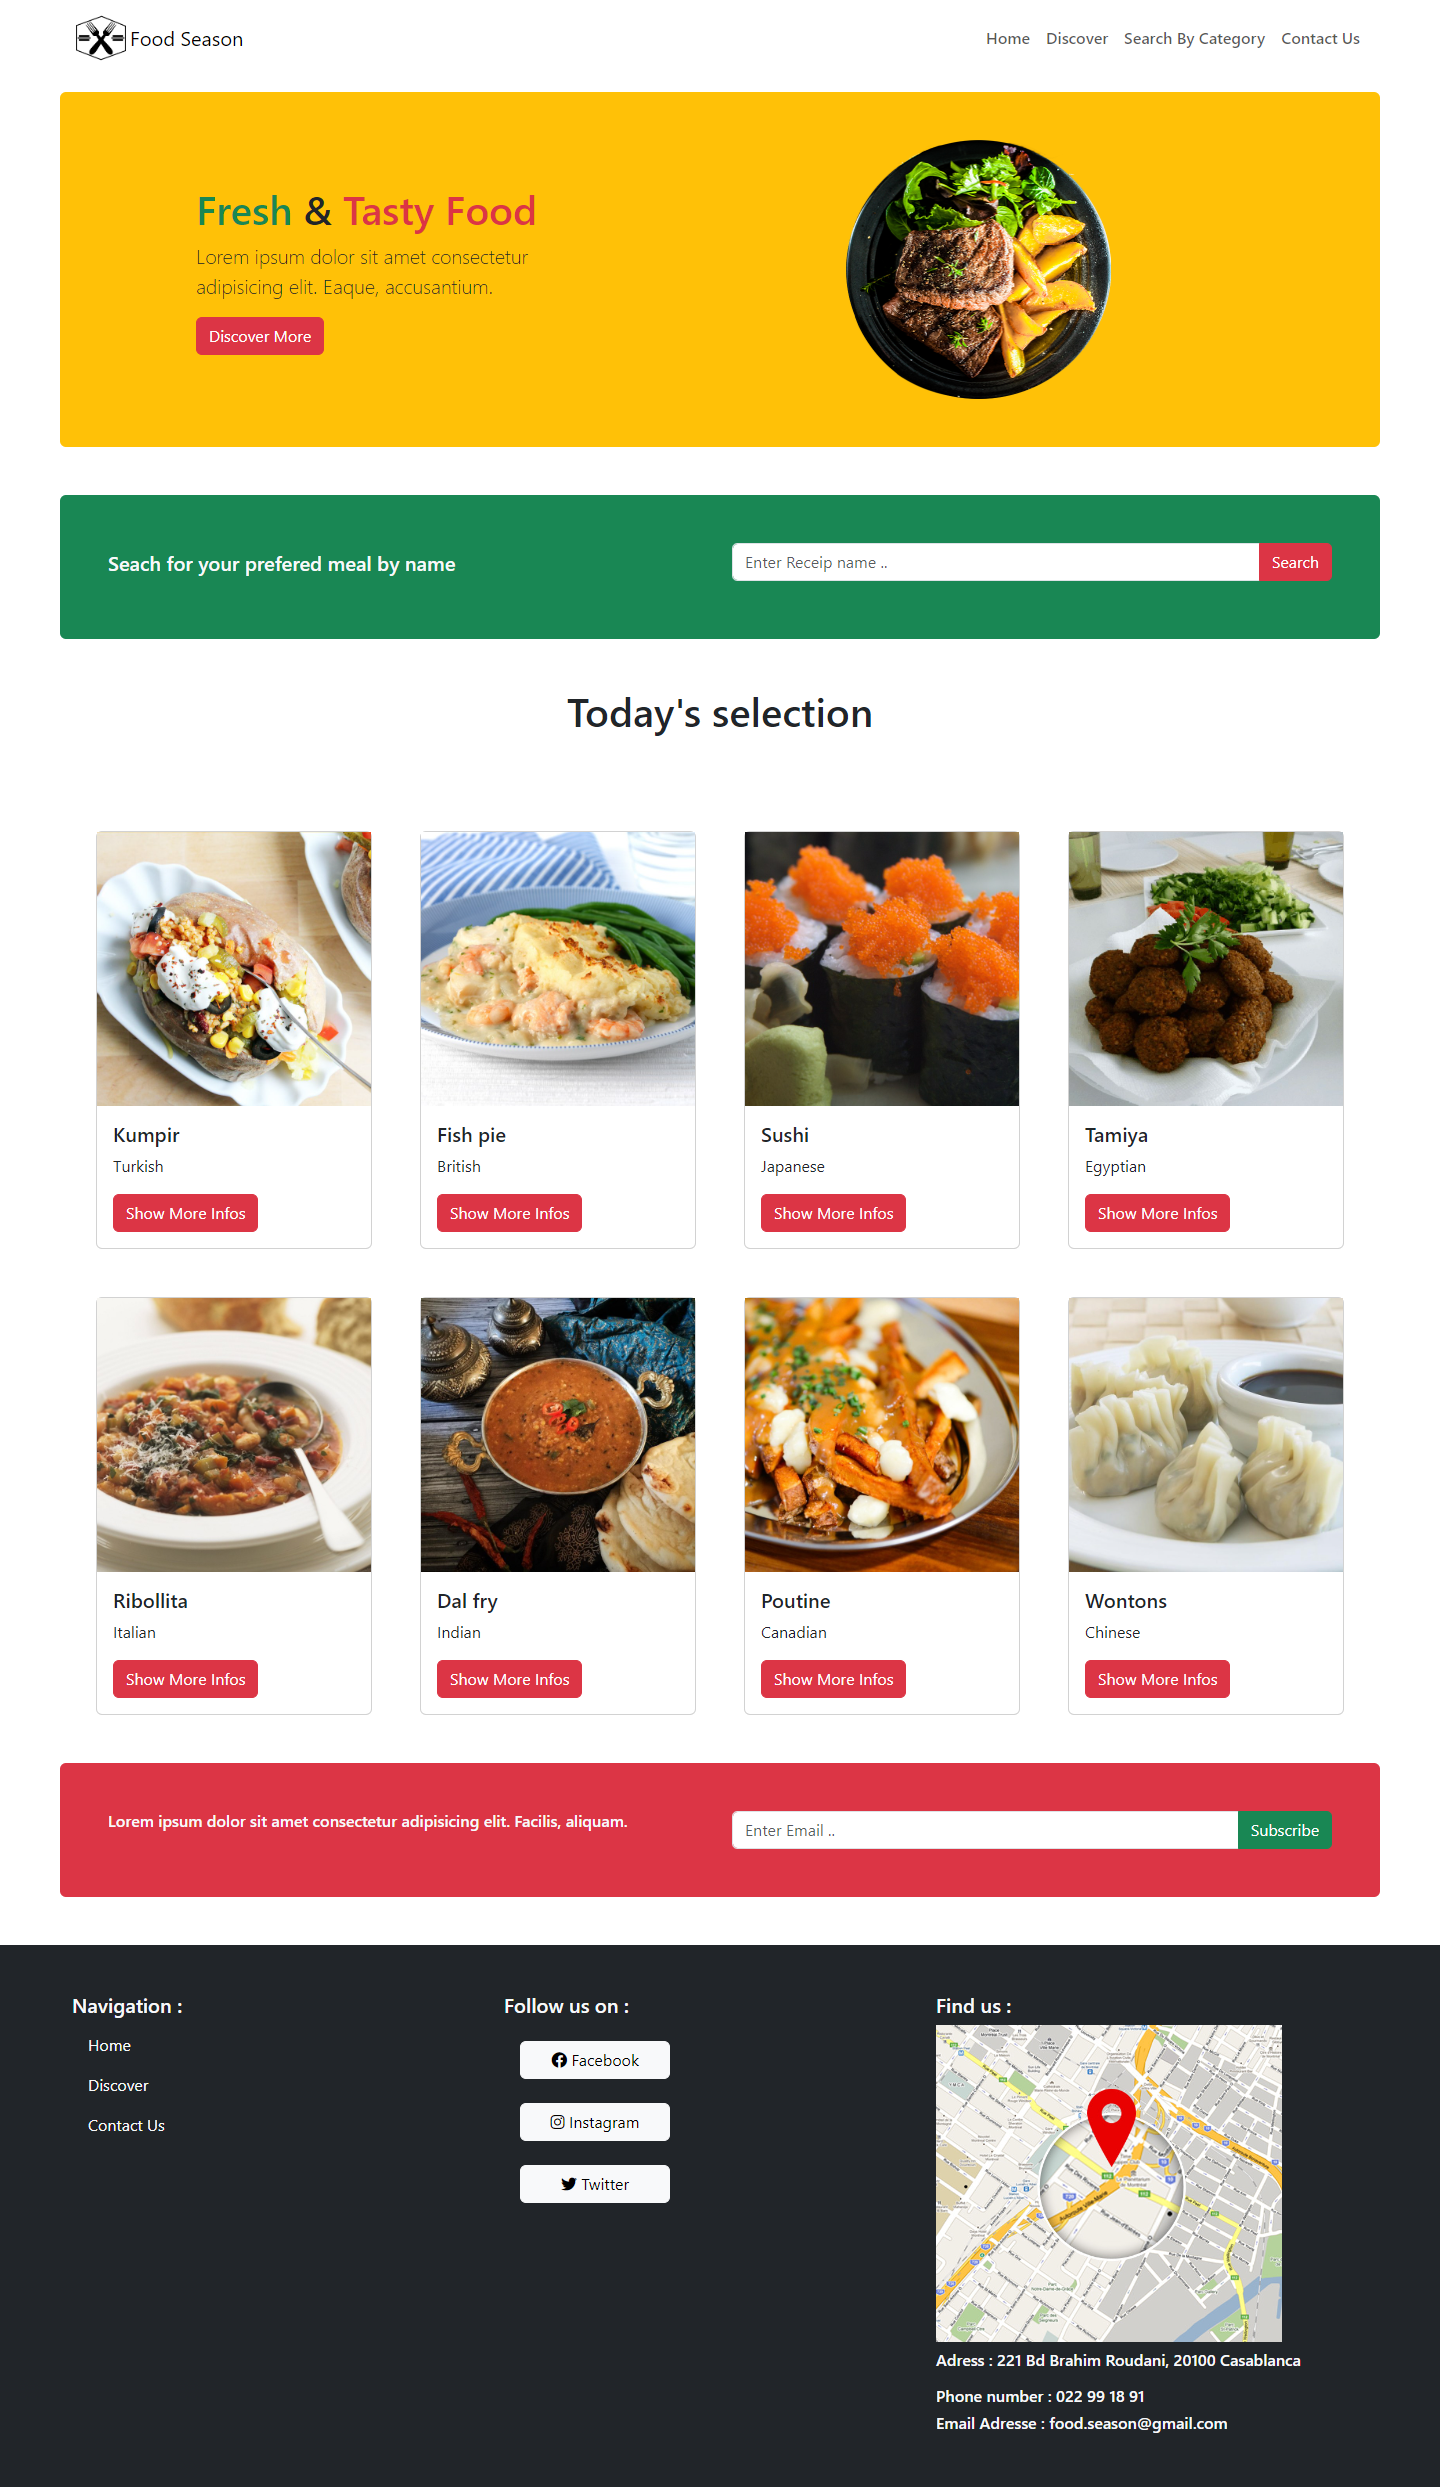 Food Season
Home Discover Search By Category Contact Us
Fresh & Tasty Food
Lorem ipsum dolor sit amet consectetur
adipisicing elit. Eaque, accusantium.
Discover More
Seach for your prefered meal by name
Enter Receip name ..
Search
Today's selection
Kumpir
Turkish
Show More Infos
Fish pie
British
Show More Infos
Sushi
Japanese
Show More Infos
Tamiya
Egyptian
Show More Infos
Ribollita
Italian
Show More Infos
Dal fry
Indian
Show More Infos
Poutine
Canadian
Show More Infos
Wontons
Chinese
Show More Infos
Lorem ipsum dolor sit amet consectetur adipisicing elit. Facilis, aliquam.
Enter Email ..
Subscribe
Navigation :
Home
Discover
Contact Us
Follow us on :
Facebook
Instagram
Twitter
Find us :
Autoroute Ville-Marie
Adress : 221 Bd Brahim Roudani, 20100 Casablanca
Phone number : 022 99 18 91
Email Adresse : food.season@gmail.com